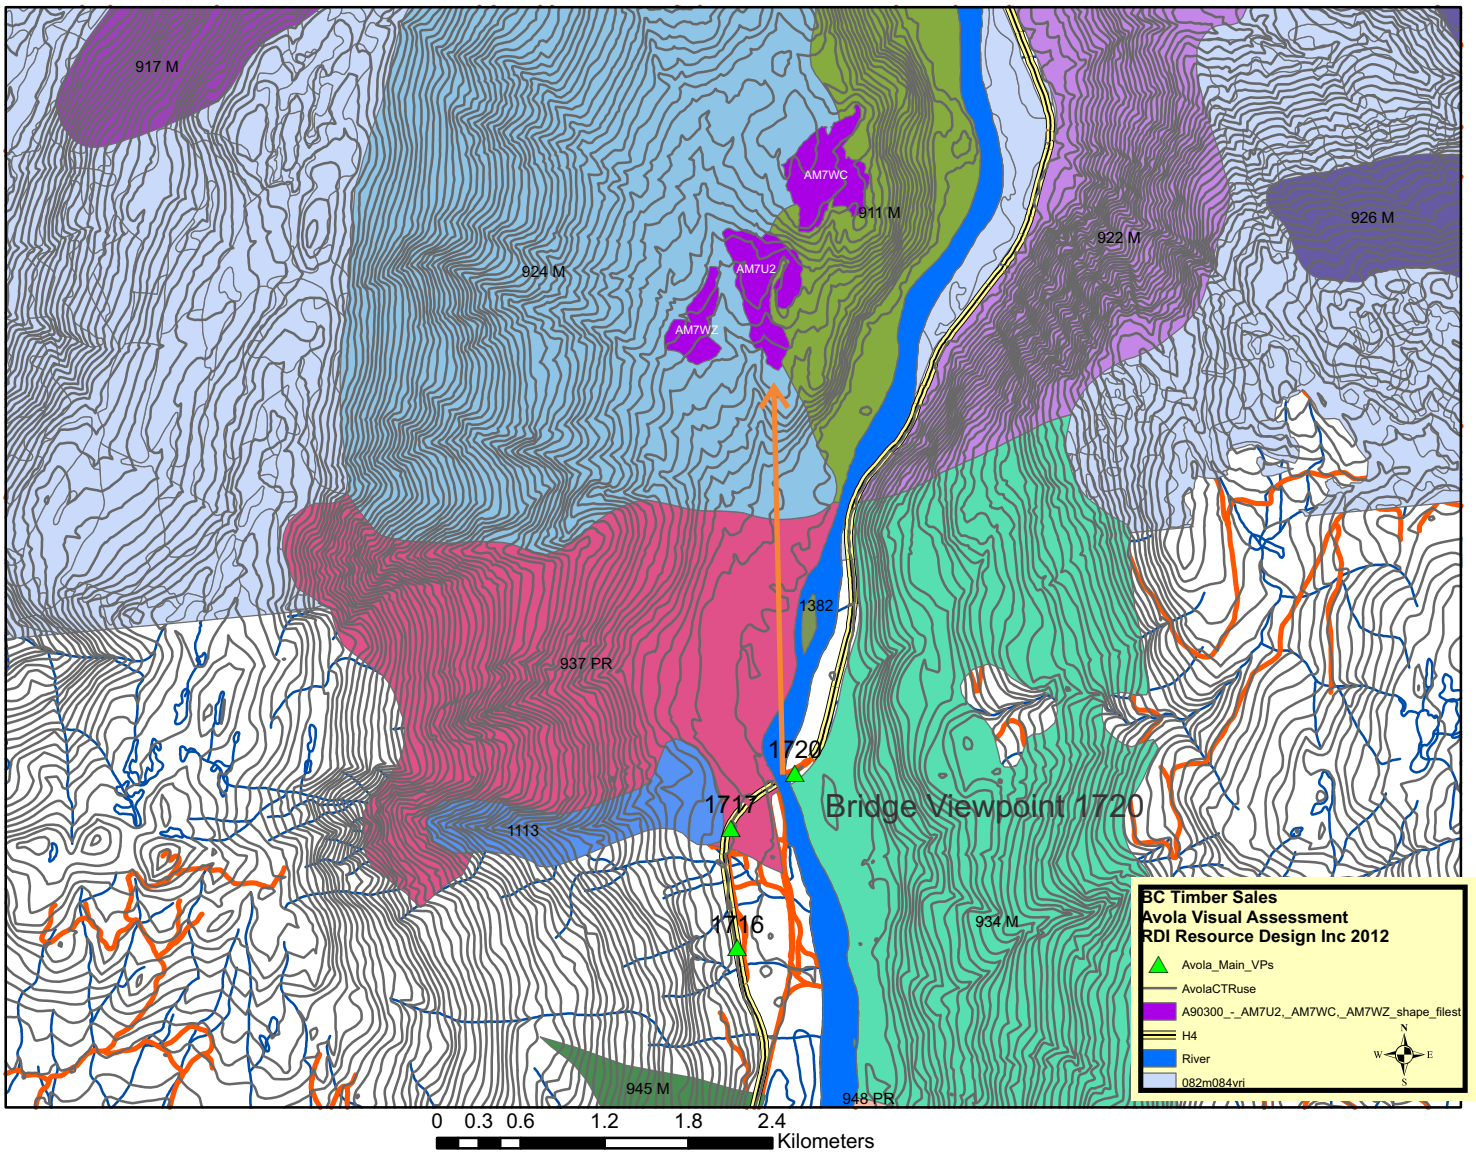 917 M
AM7WC
911 M
926 M
922 M
924 M
AM7U2
AM7WZ
1382
937 PR
1720
1717
Bridge Viewpoint 1720
1113
1716
934 M
945 M
948 PR
BC Timber Sales
Avola Visual Assessment
RDI Resource Design Inc 2012
Avola_Main_VPs
AvolaCTRuse
A90300_-_AM7U2,_AM7WC,_AM7WZ_shape_filest
H4
River
082m084vri
N
W E
S
0 0.3 0.6 1.2 1.8 2.4
Kilometers